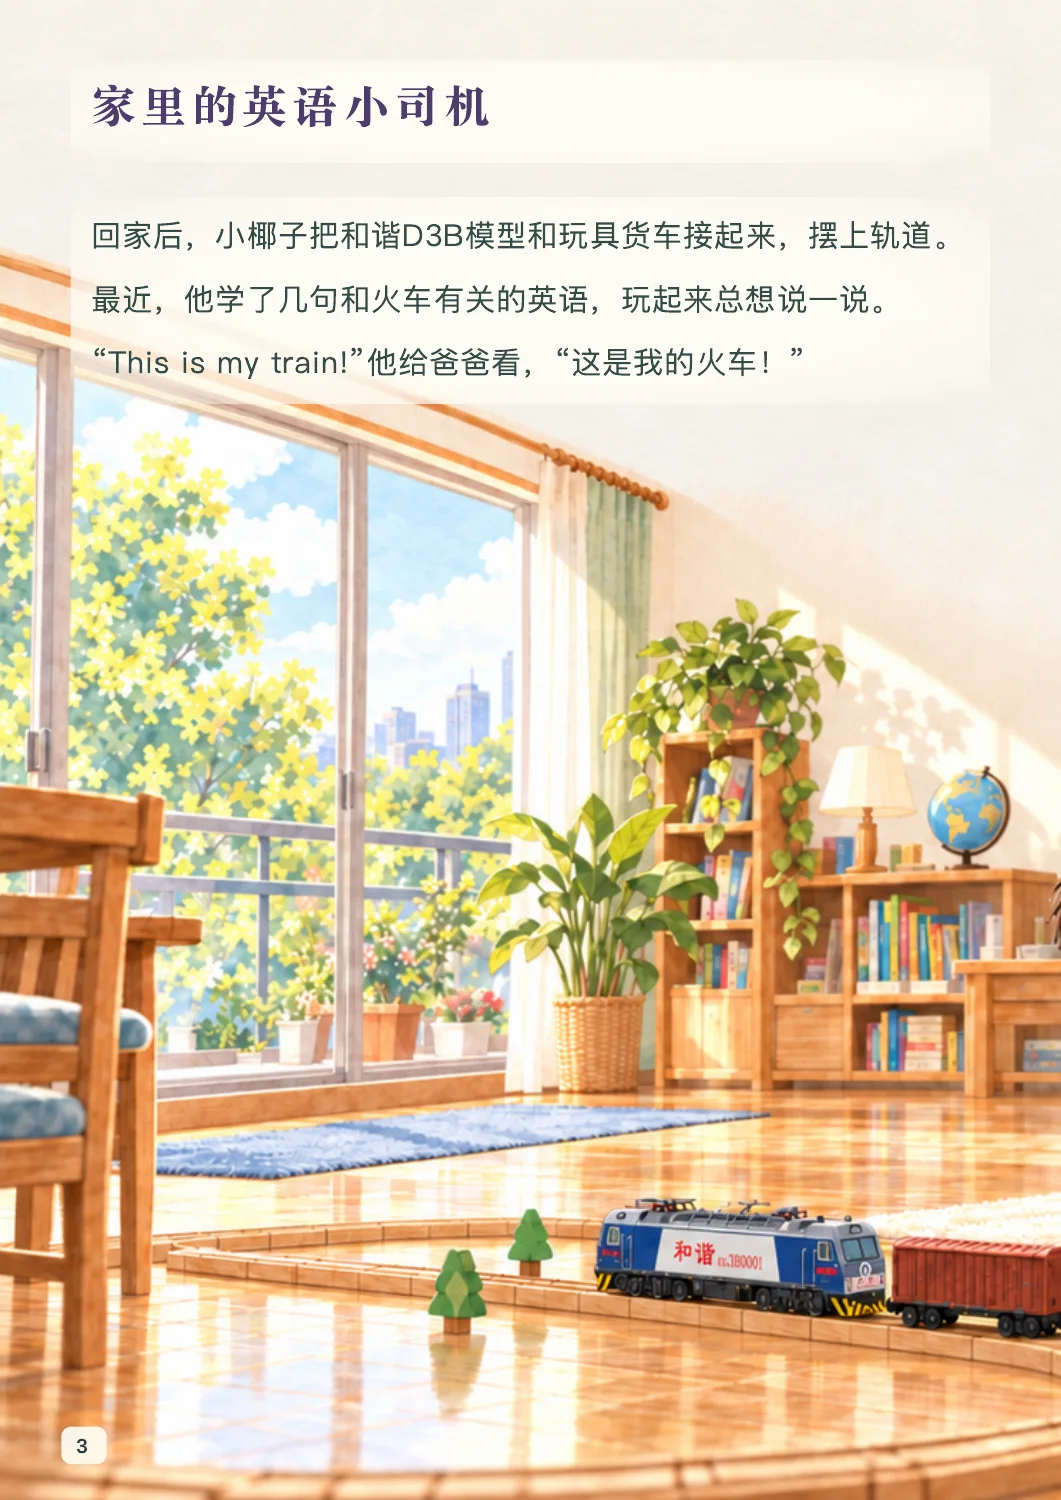 家里的英语小司机
回家后，小椰子把和谐D3B模型和玩具货车接起来，摆上轨道。
最近，他学了几句和火车有关的英语，玩起来总想说一说。
“This is my train!”他给爸爸看，“这是我的火车！”
和谐
3